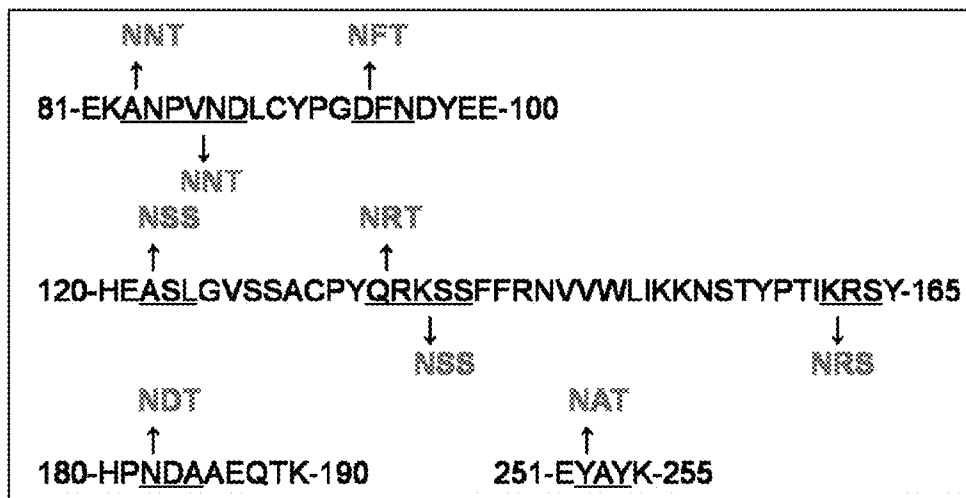 NNT NFT
81-EKANPVNDLCYPGDFNDYEE-100
NNT
NSS NRT
120-HEASLGVSSACPYQRKSSFFRNVVWLIKKNSTYPTIKRSY-165
NSS NRS
NDT NAT
180-HPNDAAEQTK-190 251-EYAYK-255